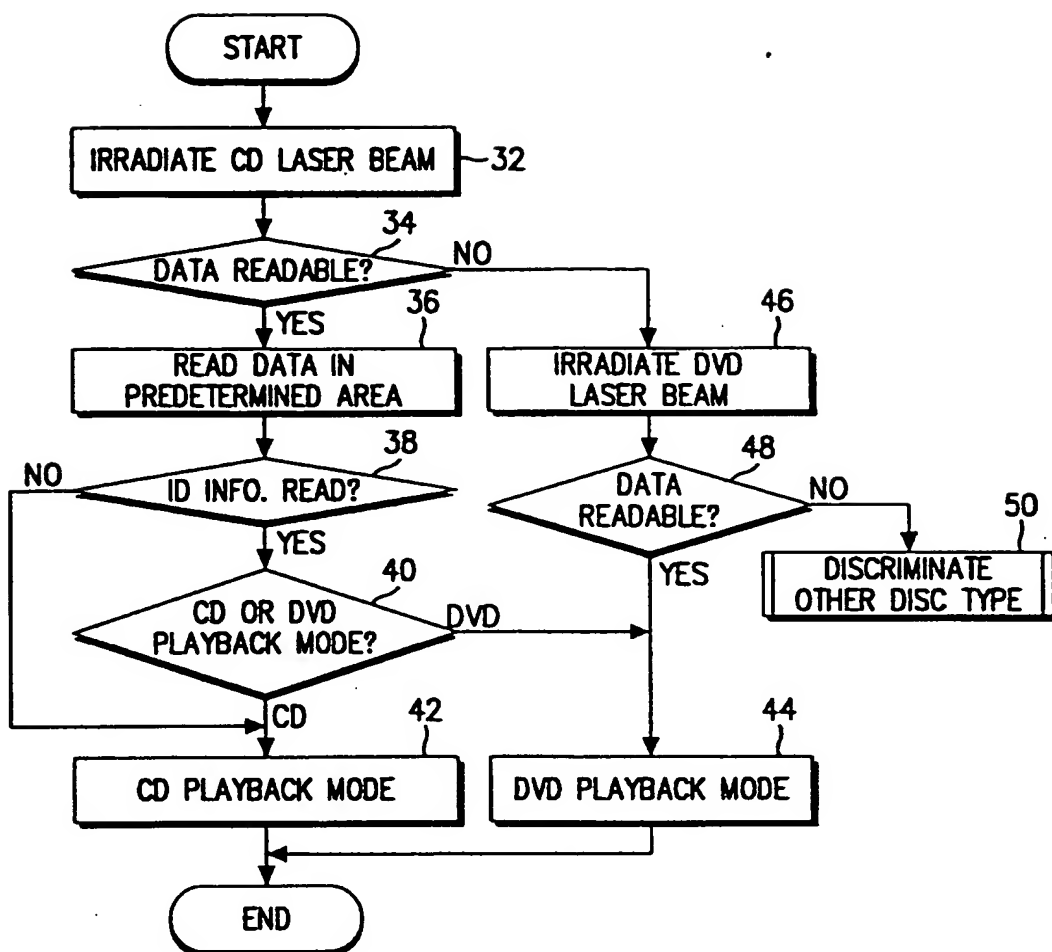 START
IRRADIATE CD LASER BEAM
32
34
DATA READABLE?
NO
YES
36
READ DATA IN
PREDETERMINED AREA
46
IRRADIATE DVD
LASER BEAM
38
NO
ID INFO. READ?
YES
48
DATA
READABLE?
NO
YES
50
DISCRIMINATE
OTHER DISC TYPE
40
CD OR DVD
PLAYBACK MODE?
DVD
CD
42
CD PLAYBACK MODE
44
DVD PLAYBACK MODE
END